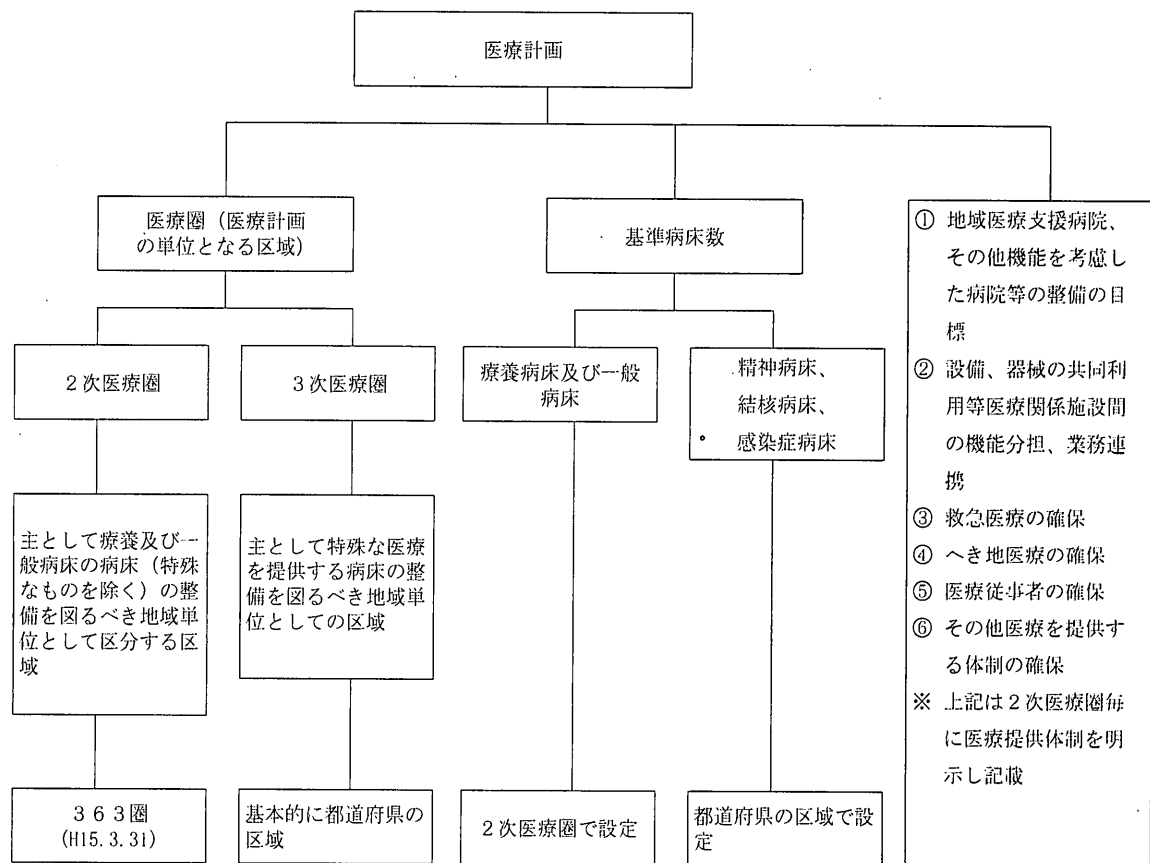 医療計画
医療圏（医療計画
の単位となる区域）
基準病床数
２次医療圏
３次医療圏
療養病床及び一般
病床
精神病床、
結核病床、
感染症病床
主として療養及び一
般病床の病床（特殊
なものを除く）の整
備を図るべき地域単
位として区分する区
域
主として特殊な医療
を提供する病床の整
備を図るべき地域単
位としての区域
３６３圏
(H15.3.31)
基本的に都道府県の
区域
２次医療圏で設定
都道府県の区域で設
定
① 地域医療支援病院、
その他機能を考慮し
た病院等の整備の目
標
② 設備、器械の共同利
用等医療関係施設間
の機能分担、業務連
携
③ 救急医療の確保
④ へき地医療の確保
⑤ 医療従事者の確保
⑥ その他医療を提供す
る体制の確保
※ 上記は２次医療圏毎
に医療提供体制を明
示し記載